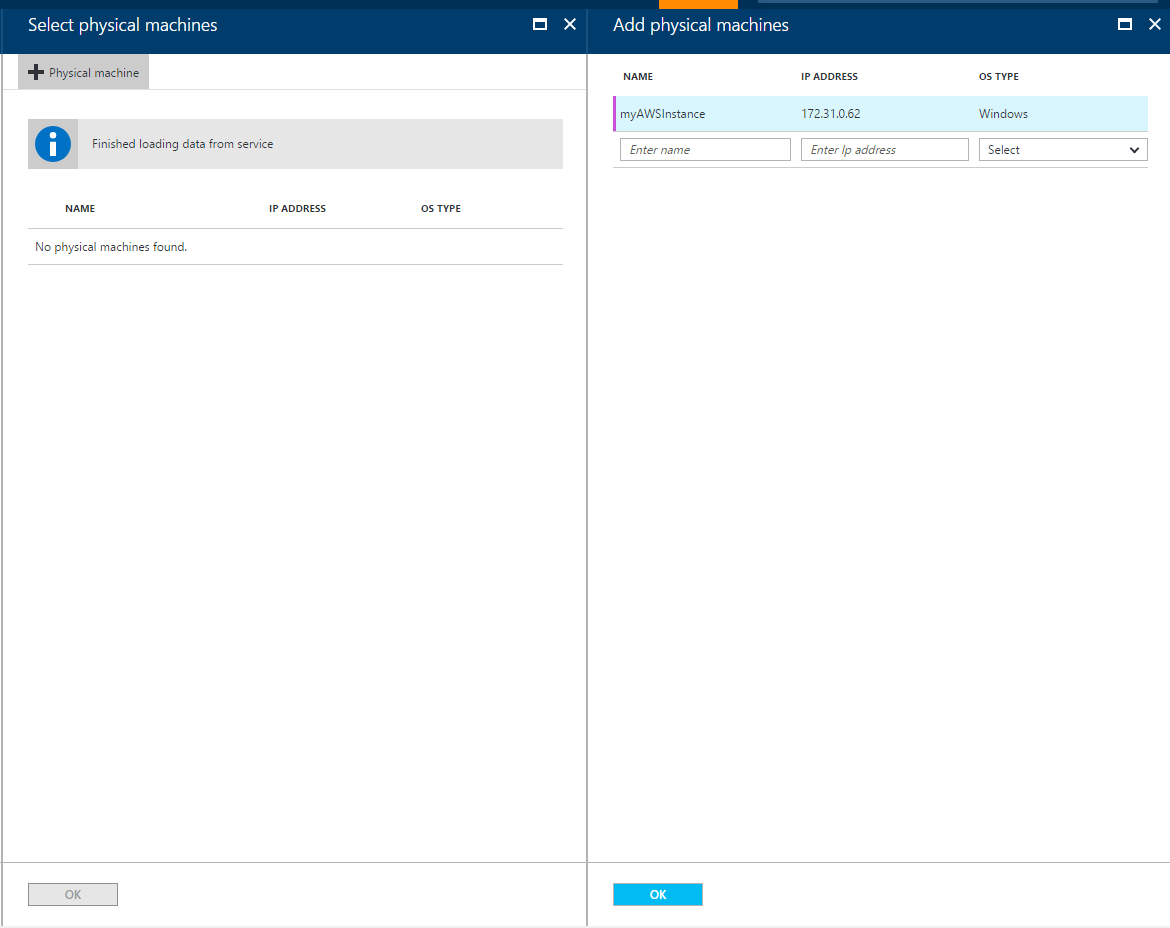 Select physical machines
Physical machine
Finished loading data from service
NAME IP ADDRESS OS TYPE
No physical machines found.
OK
Add physical machines
NAME IP ADDRESS OS TYPE
myAWSInstance 172.31.0.62 Windows
Enter name Enter Ip address Select
OK